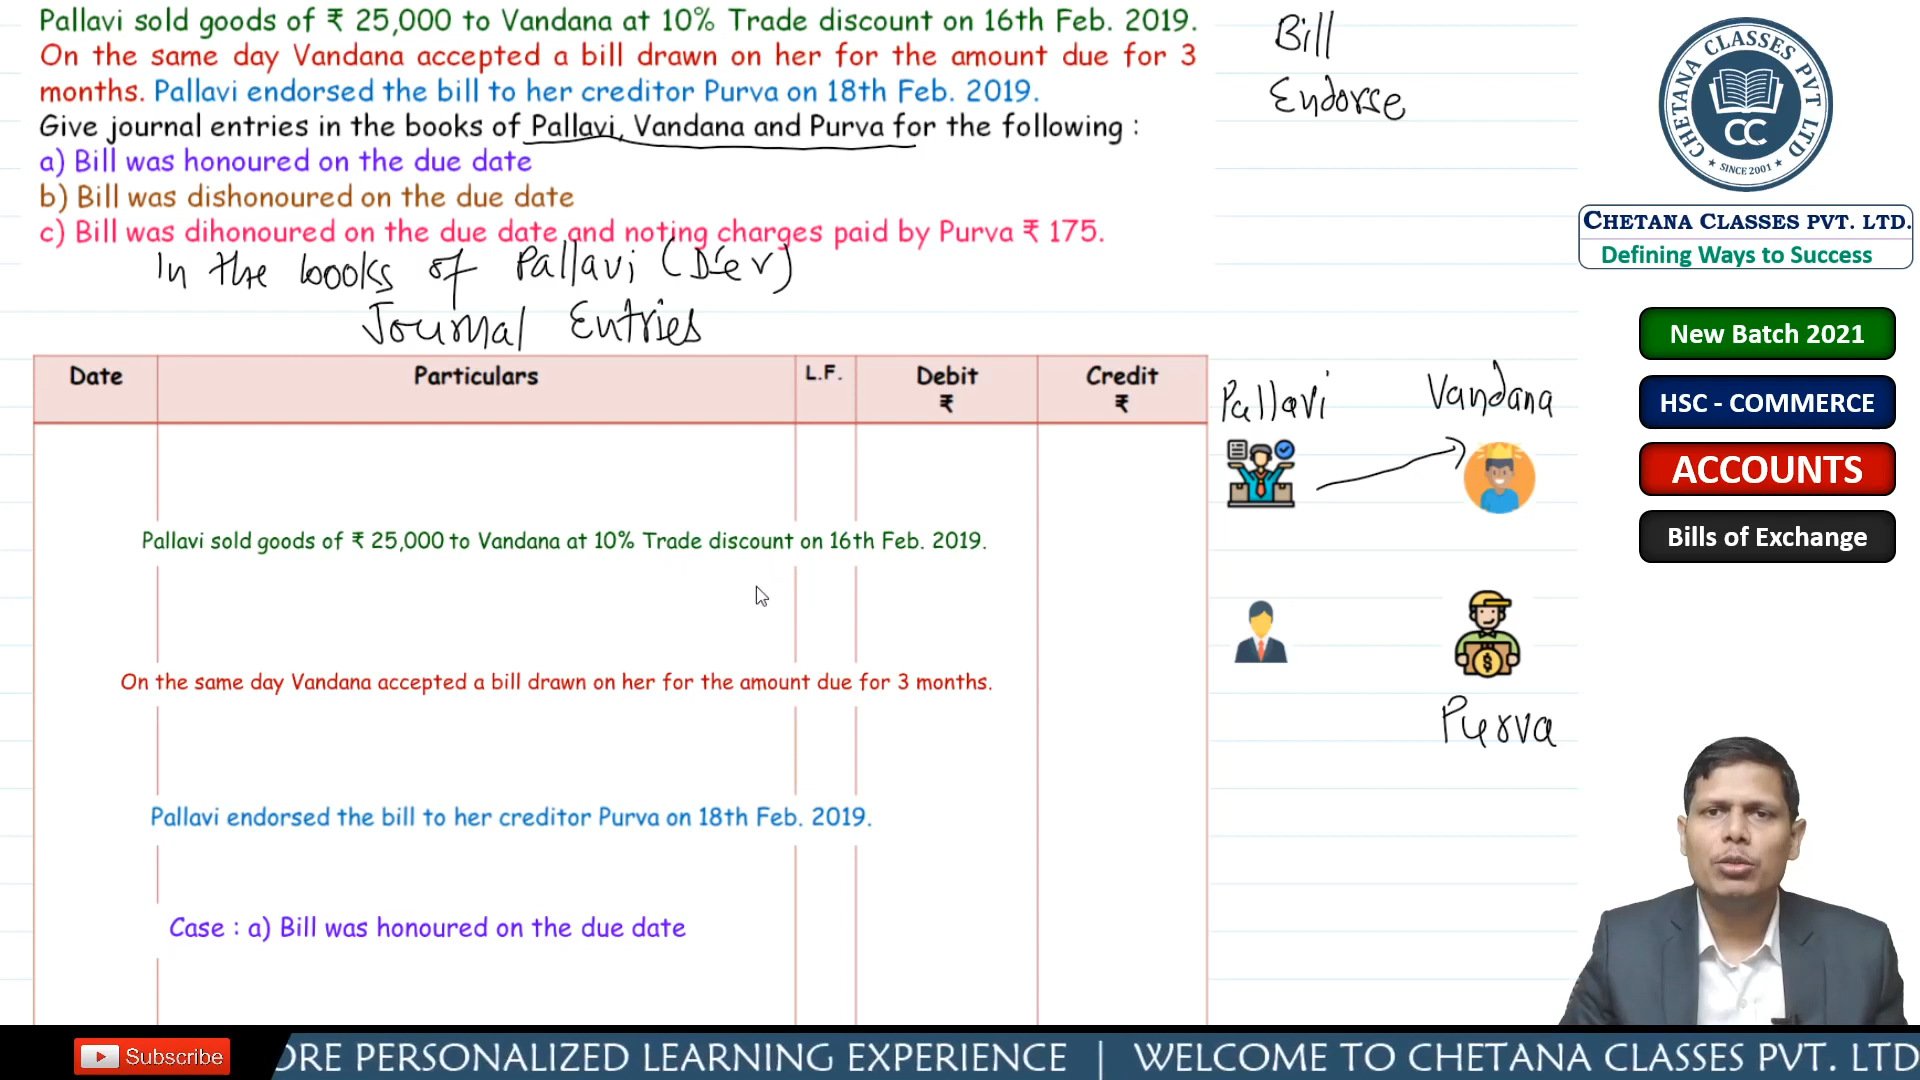 Pallavi sold goods of ₹ 25,000 to Vandana at 10% Trade discount on 16th Feb. 2019.
On the same day Vandana accepted a bill drawn on her for the amount due for 3
months. Pallavi endorsed the bill to her creditor Purva on 18th Feb. 2019.
Give journal entries in the books of Pallavi, Vandana and Purva for the following :
a) Bill was honoured on the due date
b) Bill was dishonoured on the due date
c) Bill was dihonoured on the due date and noting charges paid by Purva ₹ 175.
Bill
Endorse
In the books of Pallavi (D'er)
Journal Entries
Date Particulars L.F. Debit ₹ Credit ₹
Pallavi sold goods of ₹ 25,000 to Vandana at 10% Trade discount on 16th Feb. 2019.
On the same day Vandana accepted a bill drawn on her for the amount due for 3 months.
Pallavi endorsed the bill to her creditor Purva on 18th Feb. 2019.
Case : a) Bill was honoured on the due date
Pallavi Vandana
Purva
CHETANA CLASSES PVT LTD
CC
SINCE 2001
CHETANA CLASSES PVT. LTD.
Defining Ways to Success
New Batch 2021
HSC - COMMERCE
ACCOUNTS
Bills of Exchange
Subscribe
ORE PERSONALIZED LEARNING EXPERIENCE | WELCOME TO CHETANA CLASSES PVT. LTD